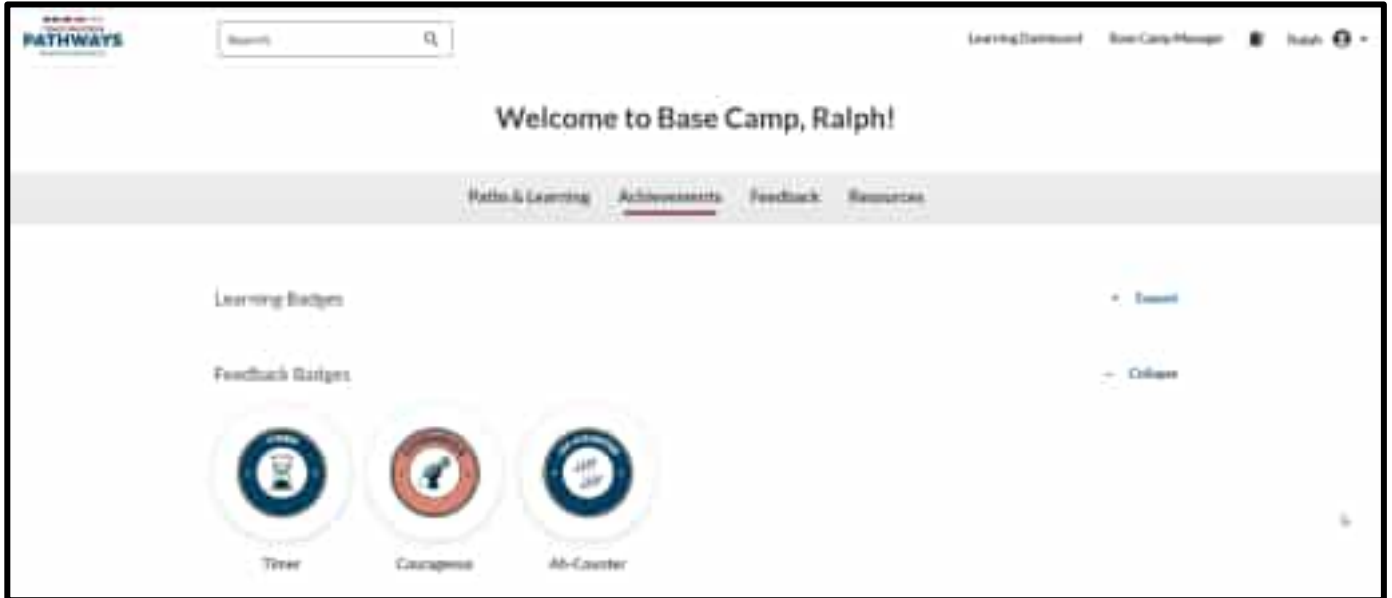 PATHWAYS
Search
Learning Dashboard Base Camp Manager Ralph
Welcome to Base Camp, Ralph!
Paths & Learning Achievements Feedback Resources
Learning Badges + Expand
Feedback Badges - Collapse
Timer Courageous Ah-Counter